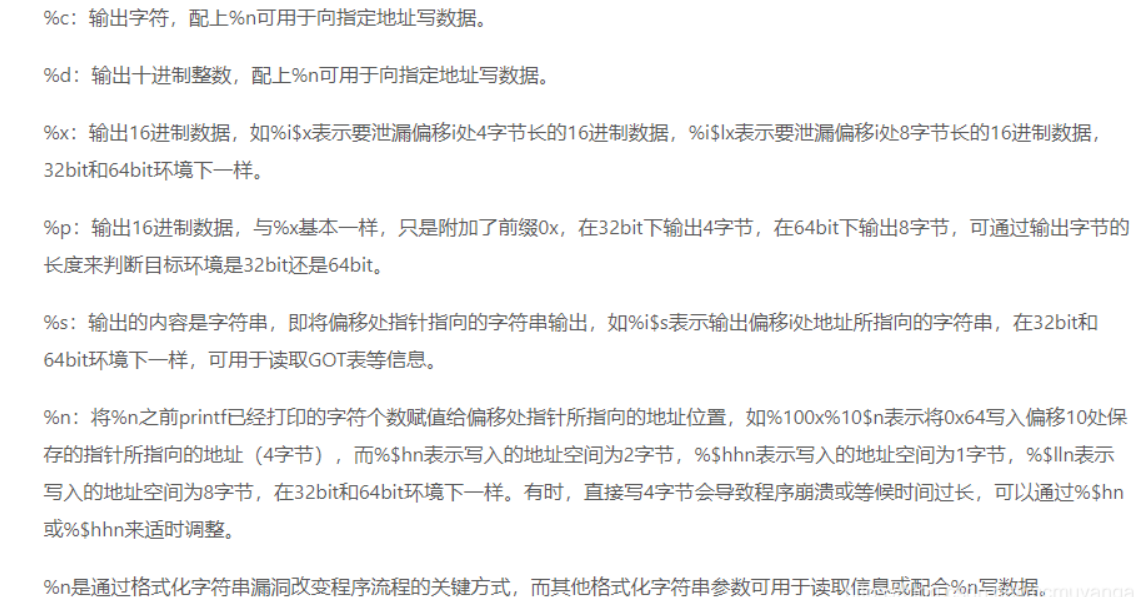 %c：输出字符，配上%n可用于向指定地址写数据。
%d：输出十进制整数，配上%n可用于向指定地址写数据。
%x：输出16进制数据，如%i$x表示要泄漏偏移i处4字节长的16进制数据，%i$lx表示要泄漏偏移i处8字节长的16进制数据，
32bit和64bit环境下一样。
%p：输出16进制数据，与%x基本一样，只是附加了前缀0x，在32bit下输出4字节，在64bit下输出8字节，可通过输出字节的
长度来判断目标环境是32bit还是64bit。
%s：输出的内容是字符串，即将偏移处指针指向的字符串输出，如%i$s表示输出偏移i处地址所指向的字符串，在32bit和
64bit环境下一样，可用于读取GOT表等信息。
%n：将%n之前printf已经打印的字符个数赋值给偏移处指针所指向的地址位置，如%100x%10$n表示将0x64写入偏移10处保
存的指针所指向的地址（4字节），而%$hn表示写入的地址空间为2字节，%$hhn表示写入的地址空间为1字节，%$lln表示
写入的地址空间为8字节，在32bit和64bit环境下一样。有时，直接写4字节会导致程序崩溃或等候时间过长，可以通过%$hn
或%$hhn来适时调整。
%n是通过格式化字符串漏洞改变程序流程的关键方式，而其他格式化字符串参数可用于读取信息或配合%n写数据。